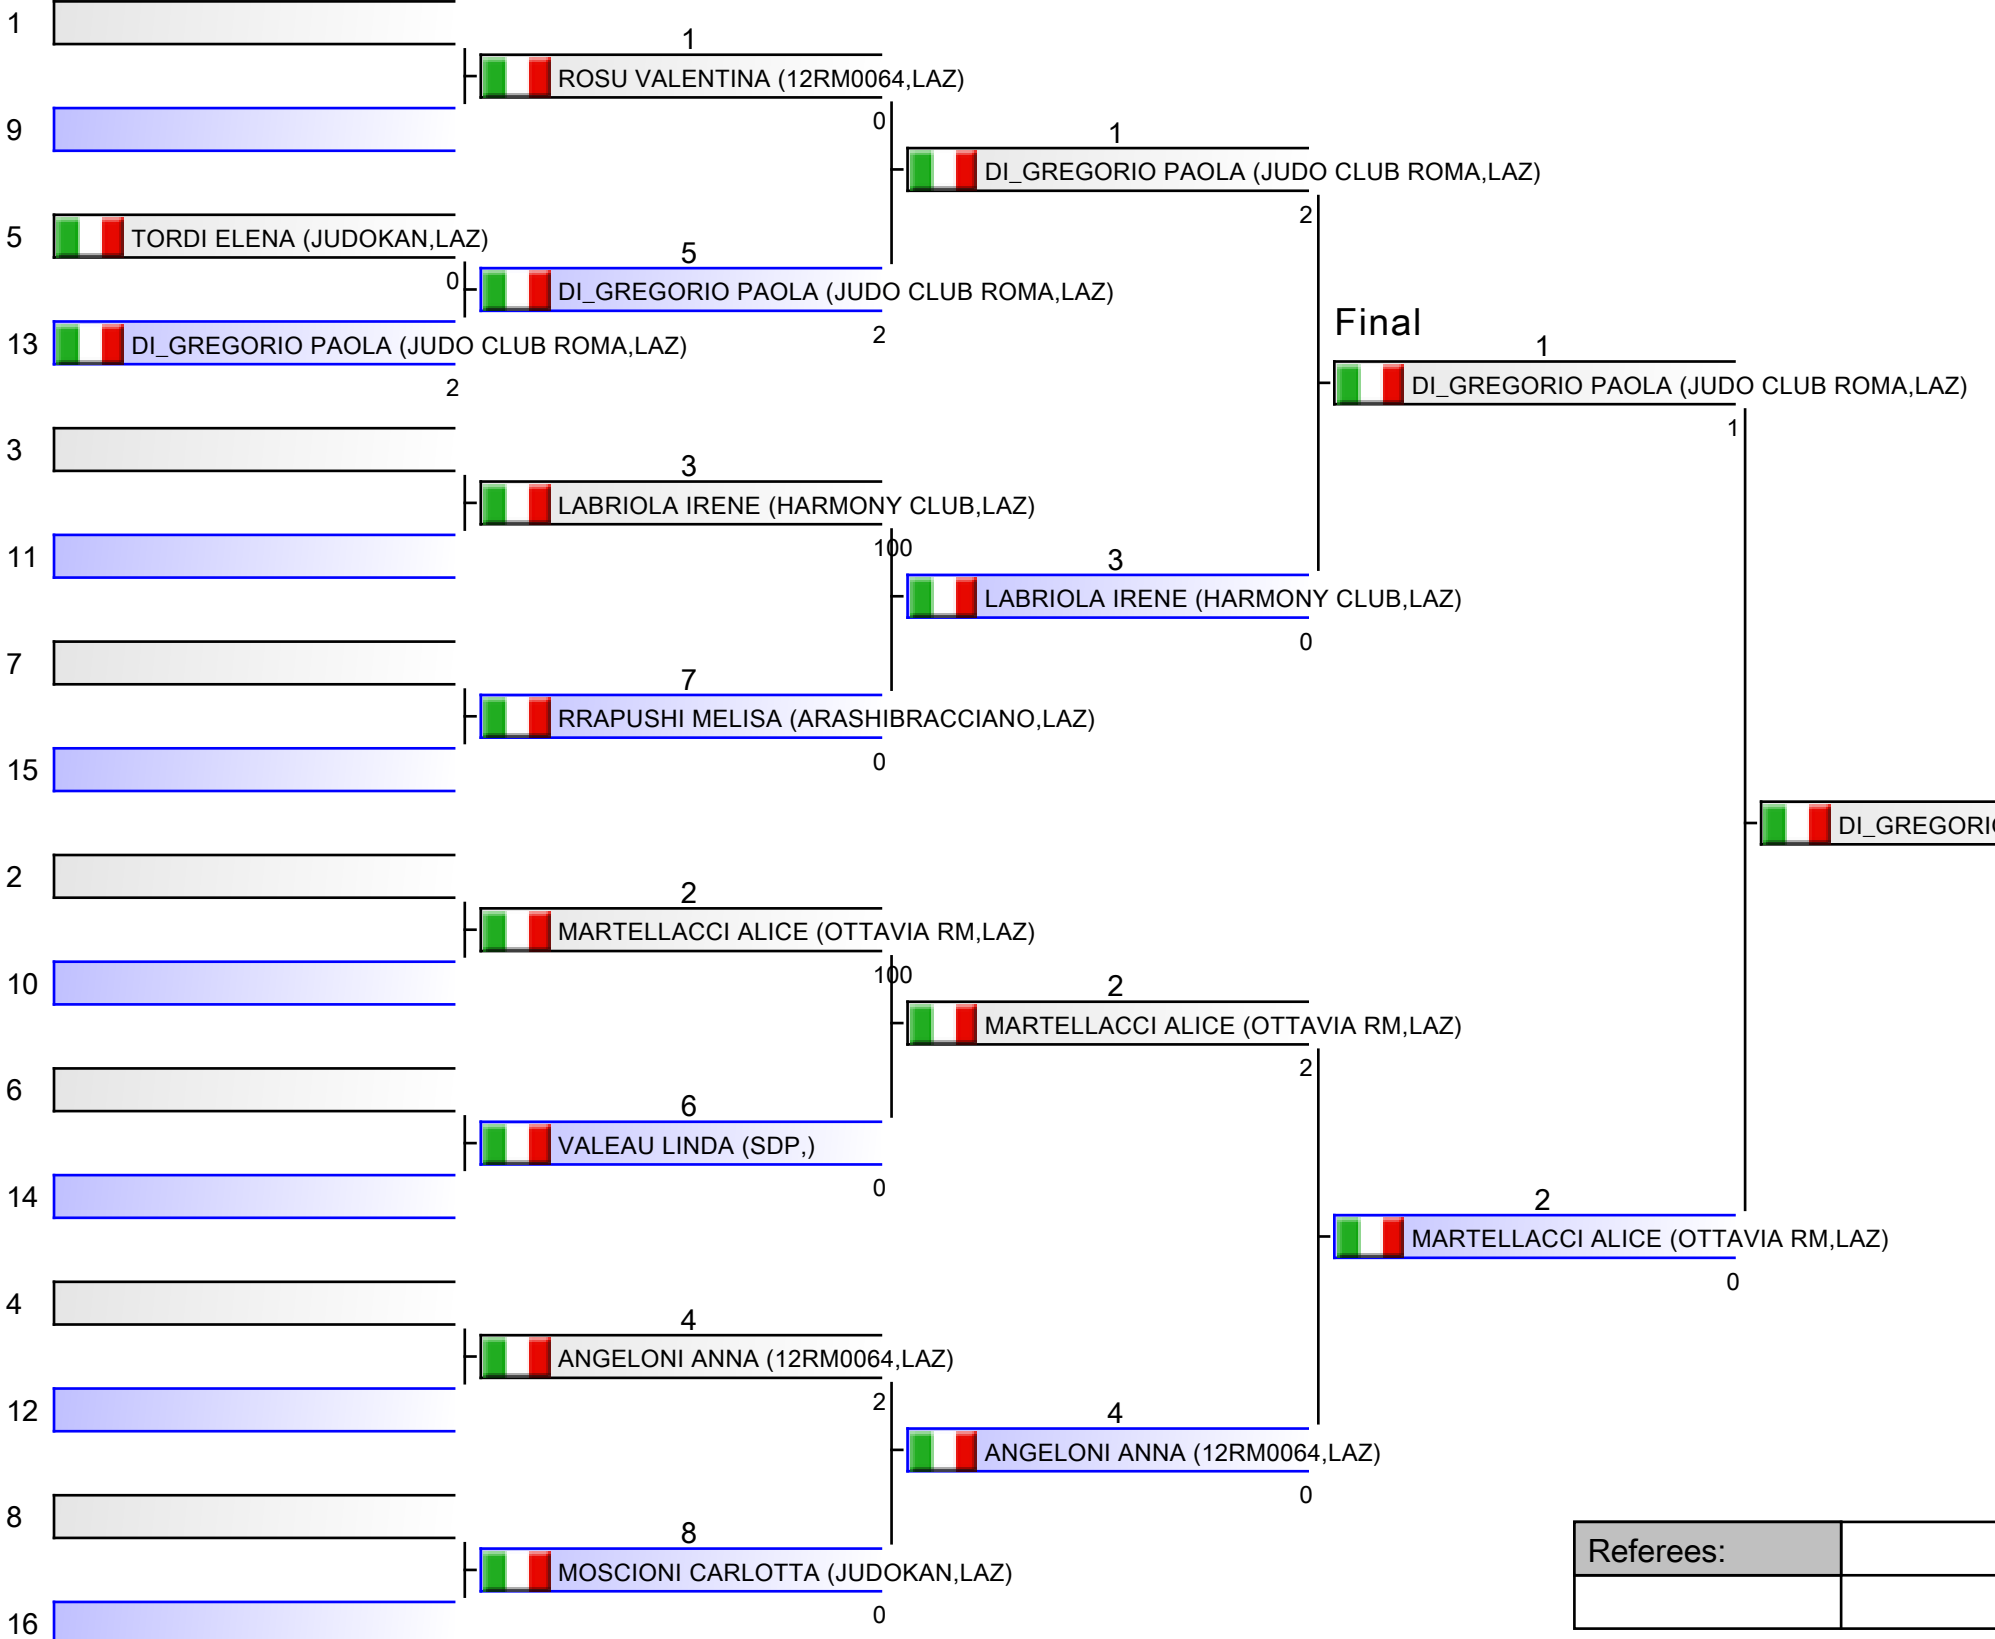 1
1
ROSU VALENTINA (12RM0064,LAZ)
0
9
1
DI_GREGORIO PAOLA (JUDO CLUB ROMA,LAZ)
2
5
TORDI ELENA (JUDOKAN,LAZ)
0
5
DI_GREGORIO PAOLA (JUDO CLUB ROMA,LAZ)
2
13
DI_GREGORIO PAOLA (JUDO CLUB ROMA,LAZ)
2
Final
1
DI_GREGORIO PAOLA (JUDO CLUB ROMA,LAZ)
1
3
3
LABRIOLA IRENE (HARMONY CLUB,LAZ)
100
11
3
LABRIOLA IRENE (HARMONY CLUB,LAZ)
0
7
7
RRAPUSHI MELISA (ARASHIBRACCIANO,LAZ)
0
15
DI_GREGORIO
2
2
MARTELLACCI ALICE (OTTAVIA RM,LAZ)
100
10
2
MARTELLACCI ALICE (OTTAVIA RM,LAZ)
2
6
6
VALEAU LINDA (SDP,)
0
14
2
MARTELLACCI ALICE (OTTAVIA RM,LAZ)
0
4
4
ANGELONI ANNA (12RM0064,LAZ)
2
12
4
ANGELONI ANNA (12RM0064,LAZ)
0
8
8
MOSCIONI CARLOTTA (JUDOKAN,LAZ)
0
16
Referees: